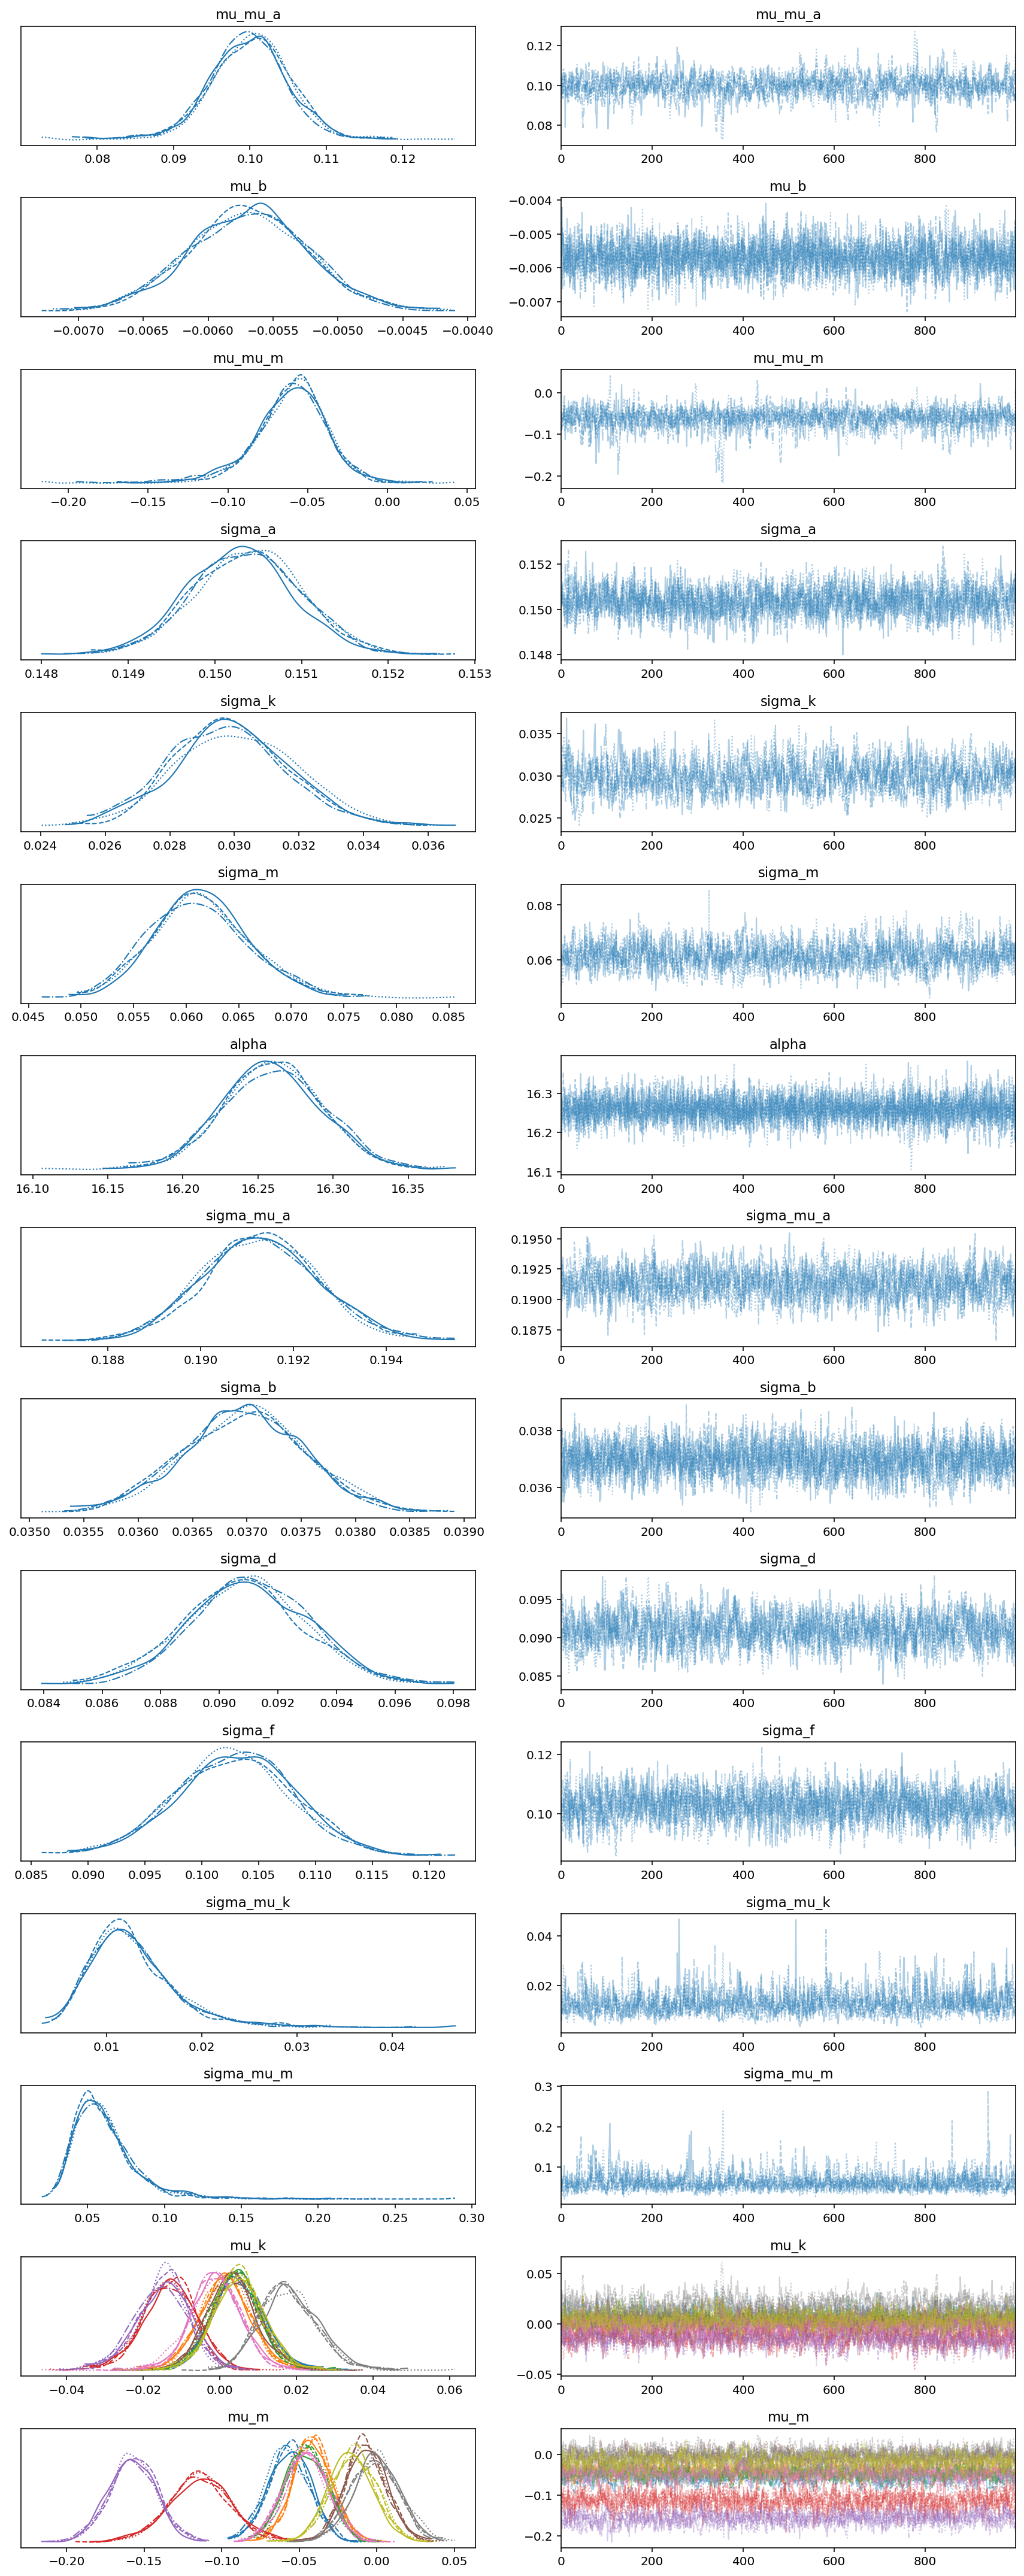 mu_mu_a mu_mu_a
0.12
0.10
0.08
0.08 0.09 0.10 0.11 0.12 0 200 400 600 800
mu_b mu_b
−0.004
−0.005
−0.006
−0.007
−0.0070 −0.0065 −0.0060 −0.0055 −0.0050 −0.0045 −0.0040 0 200 400 600 800
mu_mu_m mu_mu_m
0.0
−0.1
−0.2
−0.20 −0.15 −0.10 −0.05 0.00 0.05 0 200 400 600 800
sigma_a sigma_a
0.152
0.150
0.148
0.148 0.149 0.150 0.151 0.152 0.153 0 200 400 600 800
sigma_k sigma_k
0.035
0.030
0.025
0.024 0.026 0.028 0.030 0.032 0.034 0.036 0 200 400 600 800
sigma_m sigma_m
0.08
0.06
0.045 0.050 0.055 0.060 0.065 0.070 0.075 0.080 0.085 0 200 400 600 800
alpha alpha
16.3
16.2
16.1
16.10 16.15 16.20 16.25 16.30 16.35 0 200 400 600 800
sigma_mu_a sigma_mu_a
0.1950
0.1925
0.1900
0.1875
0.188 0.190 0.192 0.194 0 200 400 600 800
sigma_b sigma_b
0.038
0.036
0.0350 0.0355 0.0360 0.0365 0.0370 0.0375 0.0380 0.0385 0.0390 0 200 400 600 800
sigma_d sigma_d
0.095
0.090
0.085
0.084 0.086 0.088 0.090 0.092 0.094 0.096 0.098 0 200 400 600 800
sigma_f sigma_f
0.12
0.10
0.085 0.090 0.095 0.100 0.105 0.110 0.115 0.120 0 200 400 600 800
sigma_mu_k sigma_mu_k
0.04
0.02
0.01 0.02 0.03 0.04 0 200 400 600 800
sigma_mu_m sigma_mu_m
0.3
0.2
0.1
0.05 0.10 0.15 0.20 0.25 0.30 0 200 400 600 800
mu_k mu_k
0.05
0.00
−0.05
−0.04 −0.02 0.00 0.02 0.04 0.06 0 200 400 600 800
mu_m mu_m
0.0
−0.1
−0.2
−0.20 −0.15 −0.10 −0.05 0.00 0.05 0 200 400 600 800